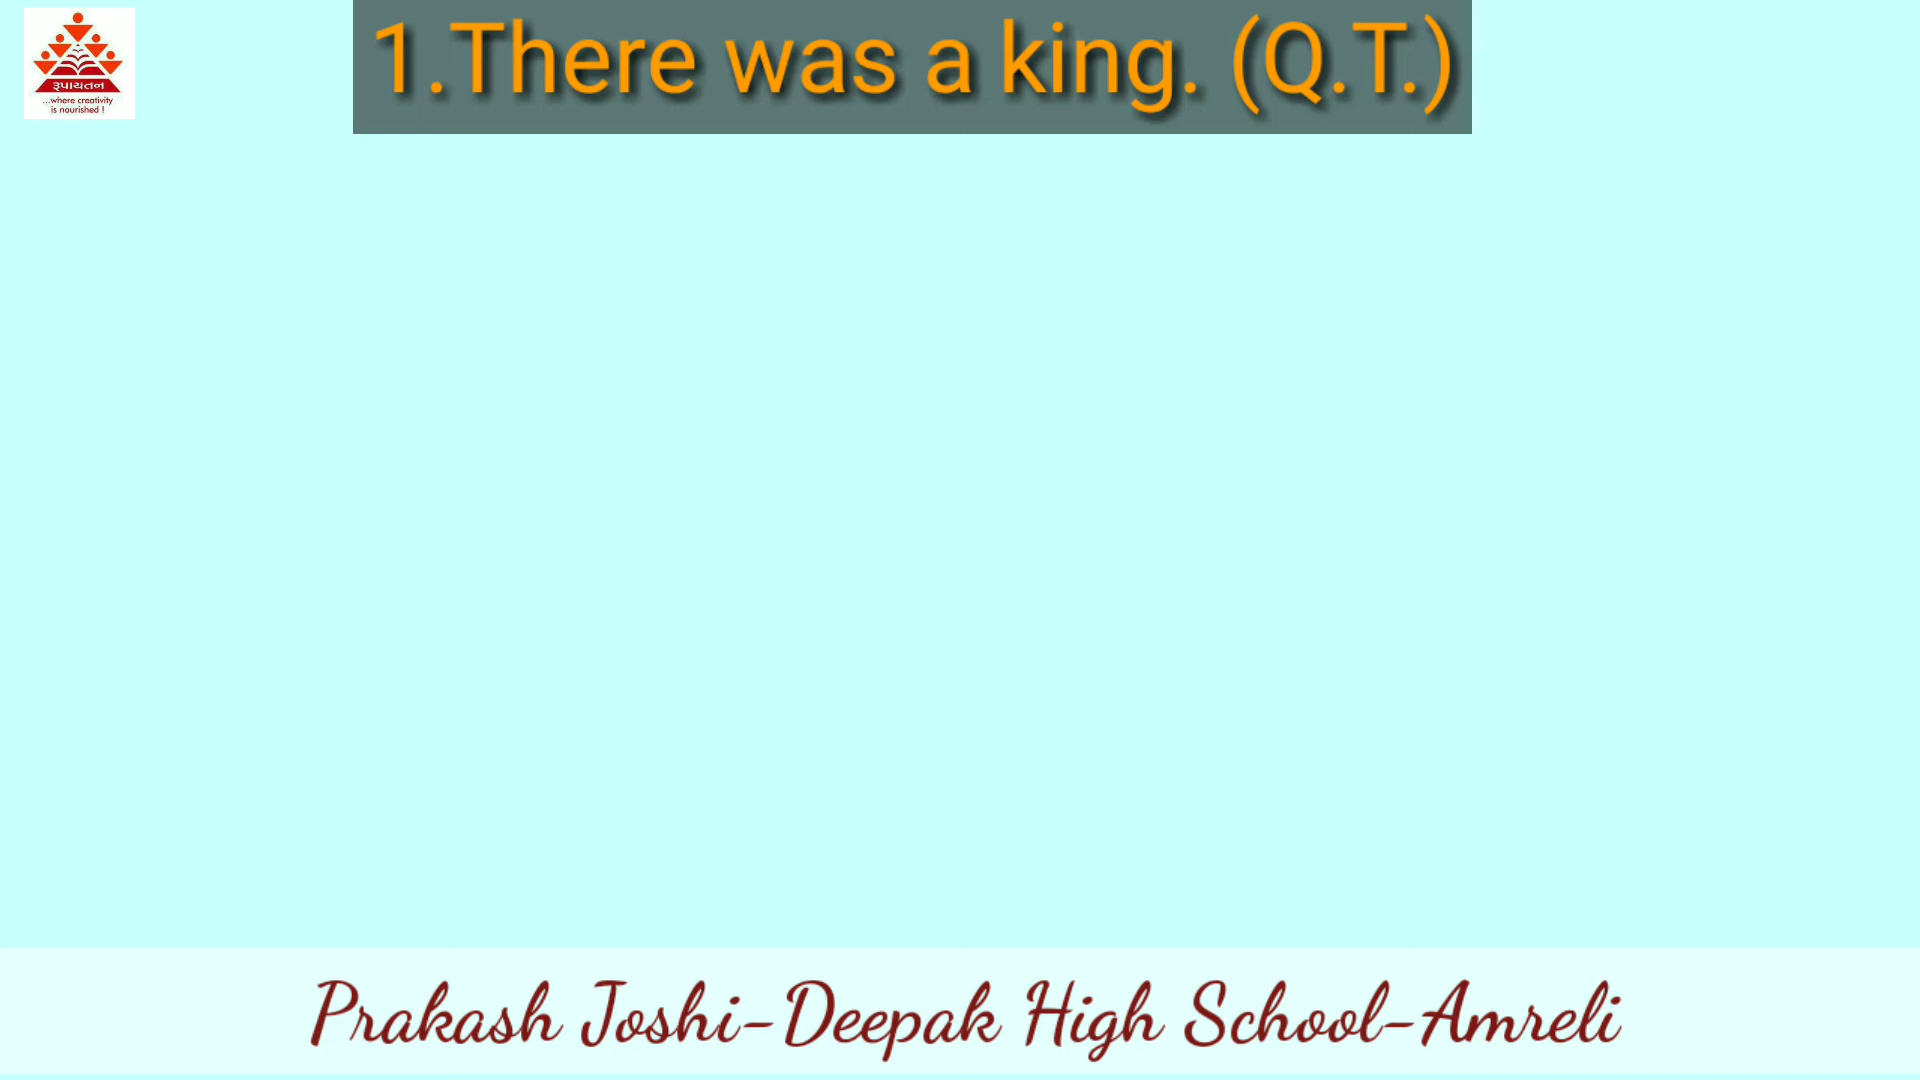 રૂપાયતન
...where creativity
is nourished !
1.There was a king. (Q.T.)
Prakash Joshi-Deepak High School-Amreli